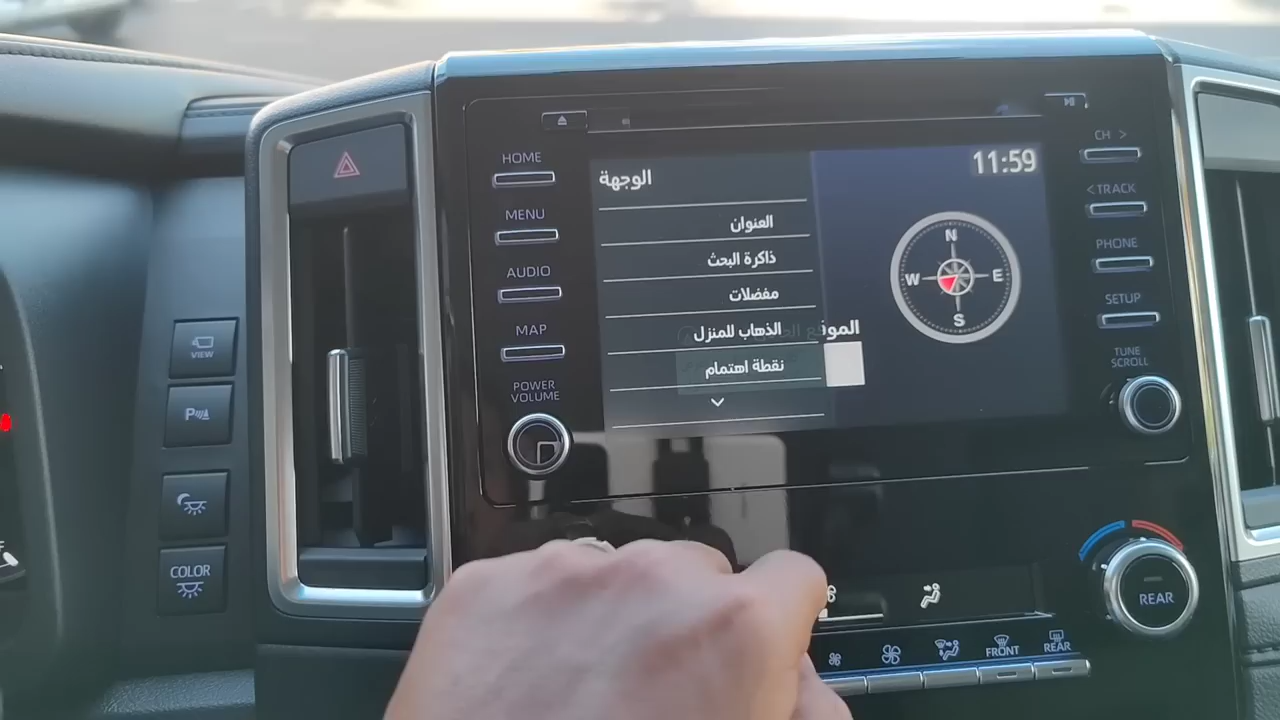 HOME
MENU
AUDIO
MAP
POWER
VOLUME
الوجهة
العنوان
ذاكرة البحث
مفضلات
الذهاب للمنزل
نقطة اهتمام
11:59
N
W E
S
CH >
< TRACK
PHONE
SETUP
TUNE
SCROLL
VIEW
P
COLOR
REAR
FRONT
REAR